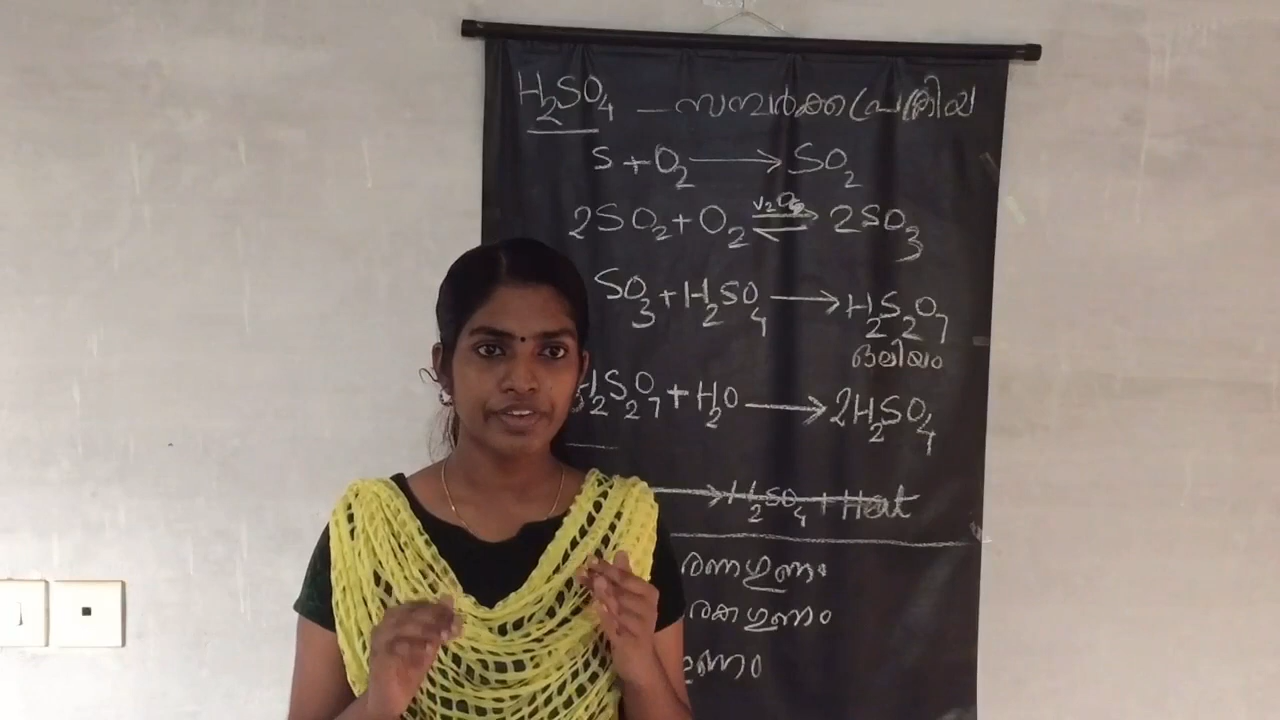 H₂SO₄ — സമ്പർക്കപ്രക്രിയ
S + O₂ → SO₂
2SO₂ + O₂ ⇌ 2SO₃
SO₃ + H₂SO₄ → H₂S₂O₇
ഒലിയം
H₂S₂O₇ + H₂O → 2H₂SO₄
→ H₂SO₄ + Heat